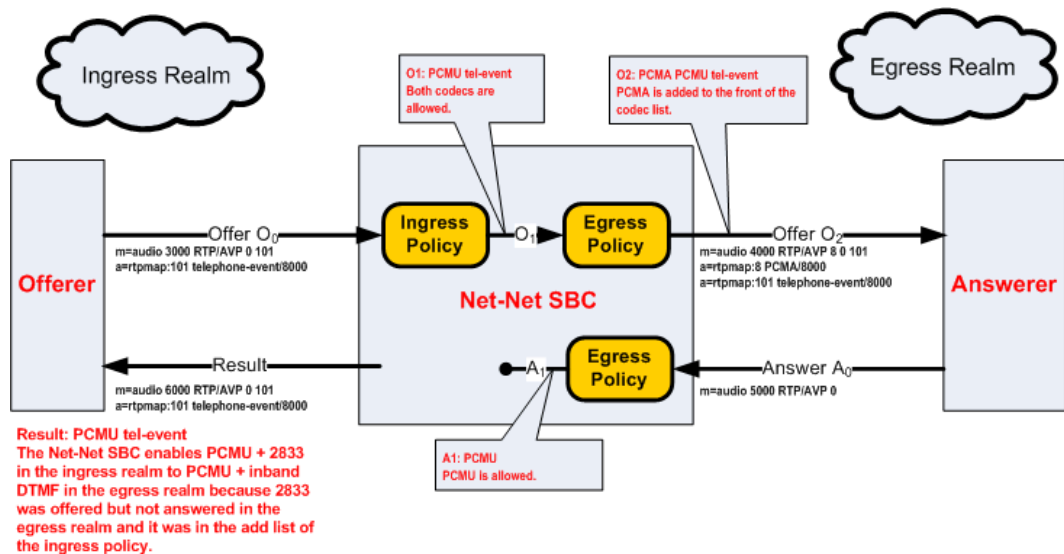 Ingress Realm
Egress Realm
O1: PCMU tel-event
Both codecs are
allowed.
O2: PCMA PCMU tel-event
PCMA is added to the front of the
codec list.
Offerer
Offer O0
m=audio 3000 RTP/AVP 0 101
a=rtpmap:101 telephone-event/8000
Ingress
Policy
O1
Egress
Policy
Offer O2
m=audio 4000 RTP/AVP 8 0 101
a=rtpmap:8 PCMA/8000
a=rtpmap:101 telephone-event/8000
Answerer
Net-Net SBC
Result
m=audio 6000 RTP/AVP 0 101
a=rtpmap:101 telephone-event/8000
A1
Egress
Policy
Answer A0
m=audio 5000 RTP/AVP 0
A1: PCMU
PCMU is allowed.
Result: PCMU tel-event
The Net-Net SBC enables PCMU + 2833
in the ingress realm to PCMU + inband
DTMF in the egress realm because 2833
was offered but not answered in the
egress realm and it was in the add list of
the ingress policy.